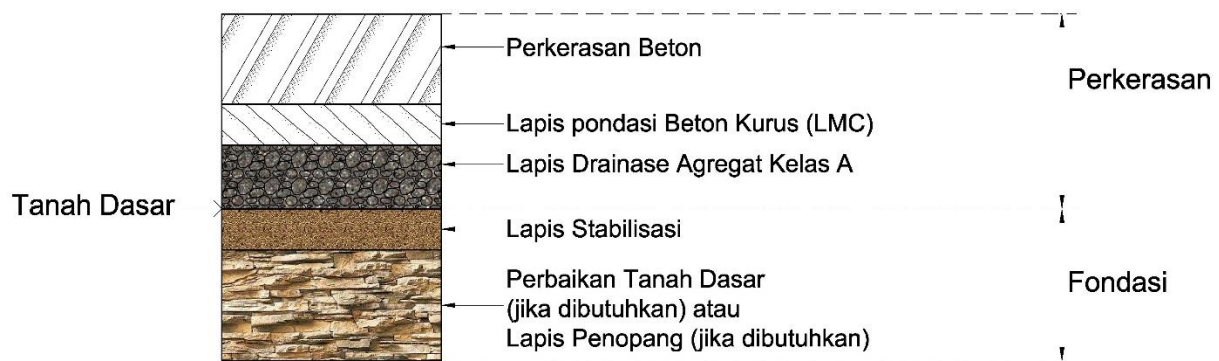 Perkerasan Beton
Perkerasan
Lapis pondasi Beton Kurus (LMC)
Lapis Drainase Agregat Kelas A
Tanah Dasar
Lapis Stabilisasi
Perbaikan Tanah Dasar
(jika dibutuhkan) atau
Lapis Penopang (jika dibutuhkan)
Fondasi